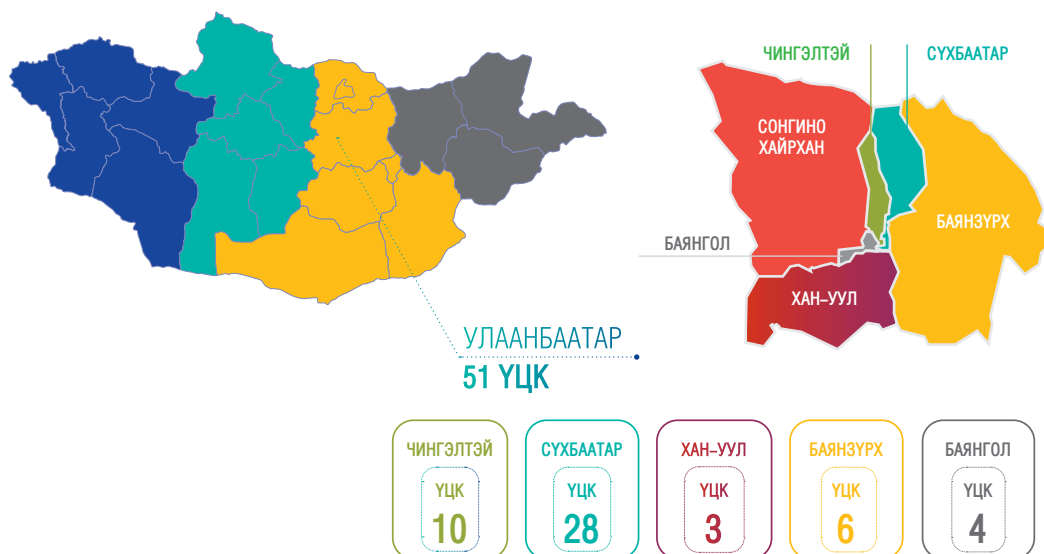 ЧИНГЭЛТЭЙ
СҮХБААТАР
СОНГИНО
ХАЙРХАН
БАЯНЗҮРХ
БАЯНГОЛ
ХАН-УУЛ
УЛААНБААТАР
51 ҮЦК
ЧИНГЭЛТЭЙ
ҮЦК
10
СҮХБААТАР
ҮЦК
28
ХАН-УУЛ
ҮЦК
3
БАЯНЗҮРХ
ҮЦК
6
БАЯНГОЛ
ҮЦК
4